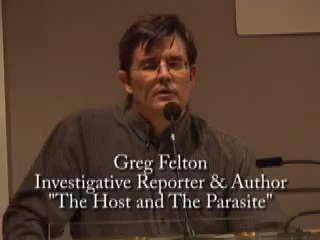 Greg Felton
Investigative Reporter & Author
"The Host and The Parasite"